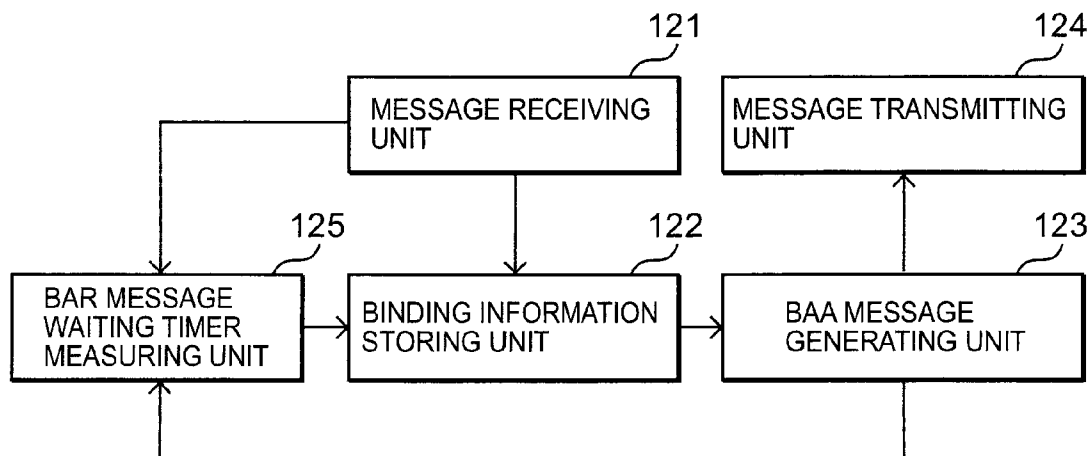 121
124
MESSAGE RECEIVING
UNIT
MESSAGE TRANSMITTING
UNIT
125
122
123
BAR MESSAGE
WAITING TIMER
MEASURING UNIT
BINDING INFORMATION
STORING UNIT
BAA MESSAGE
GENERATING UNIT